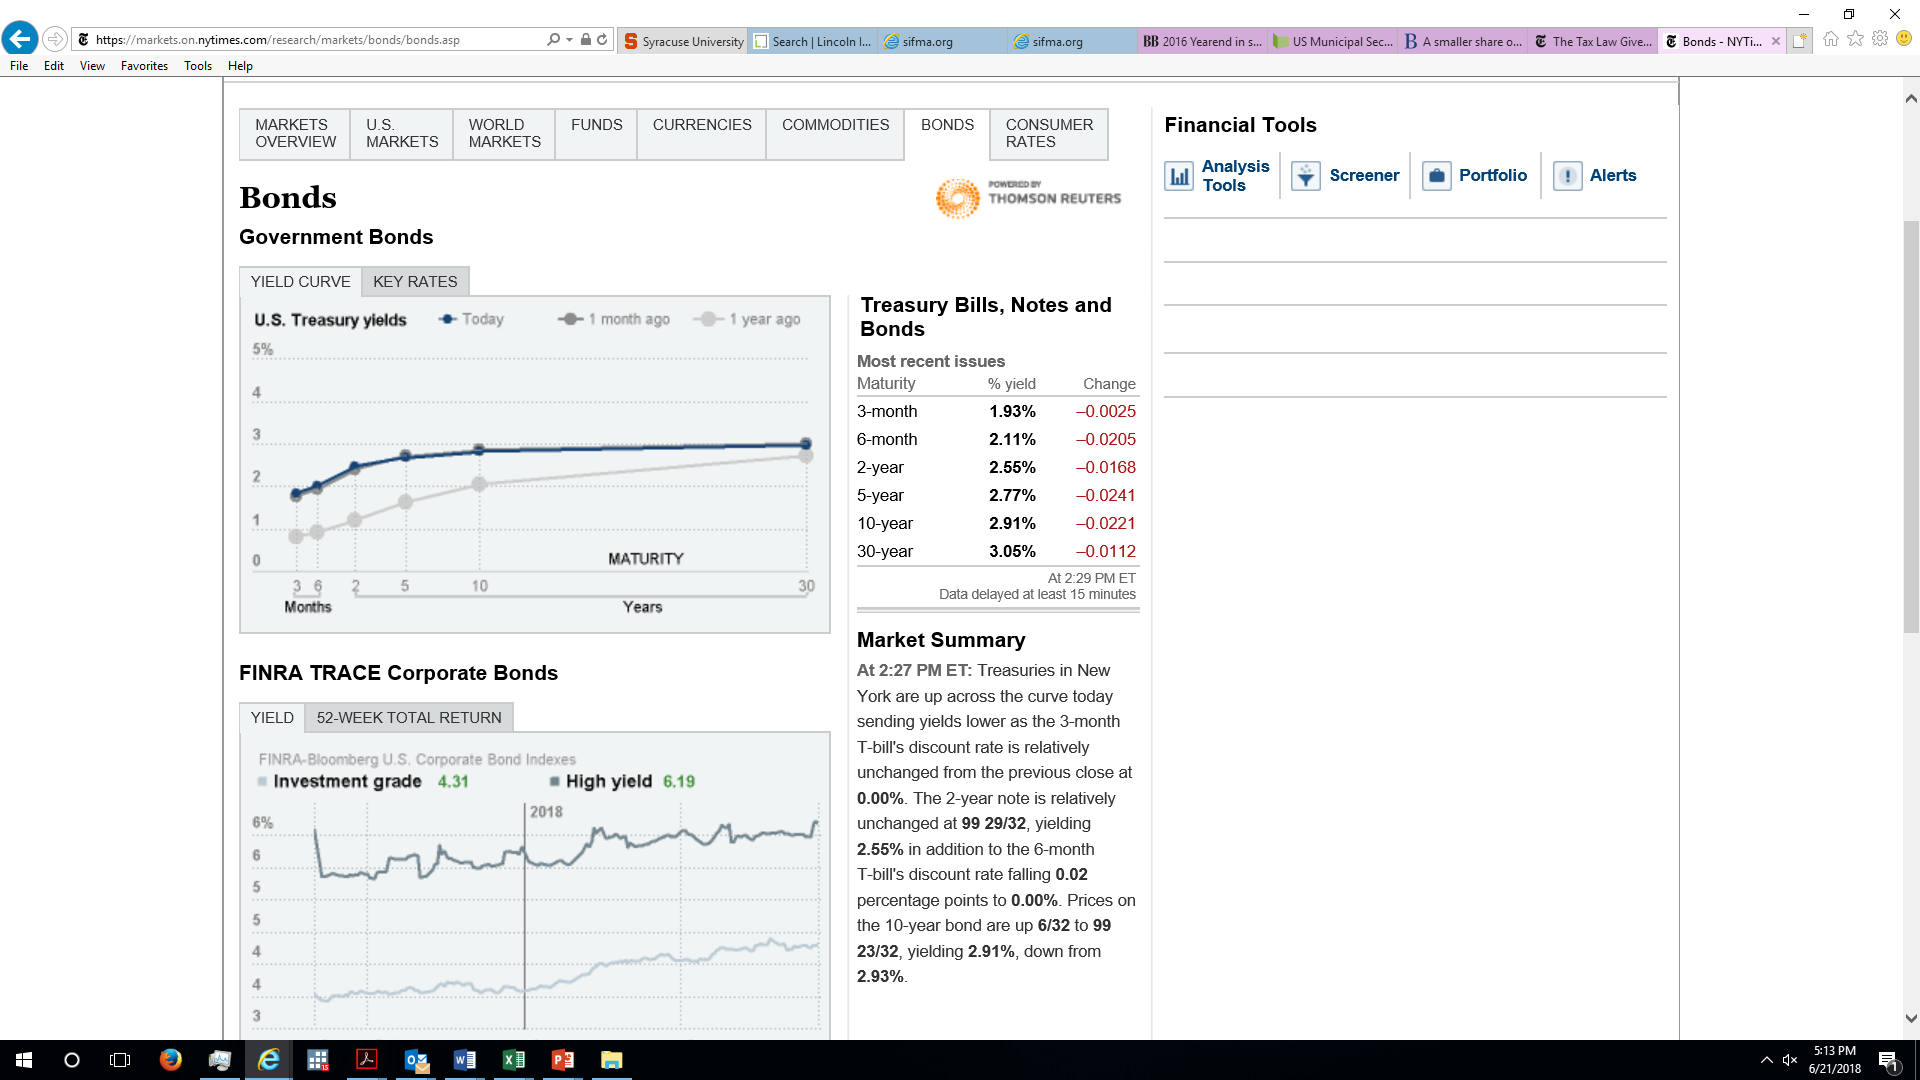 https://markets.on.nytimes.com/research/markets/bonds/bonds.asp
Syracuse University
Search | Lincoln I...
sifma.org
sifma.org
BB 2016 Yearend in s...
US Municipal Sec...
B A smaller share o...
The Tax Law Give...
Bonds - NYTi...
File Edit View Favorites Tools Help
MARKETS OVERVIEW
U.S. MARKETS
WORLD MARKETS
FUNDS
CURRENCIES
COMMODITIES
BONDS
CONSUMER RATES
Bonds
POWERED BY
THOMSON REUTERS
Government Bonds
YIELD CURVE KEY RATES
U.S. Treasury yields Today 1 month ago 1 year ago
5%
4
3
2
1
0
MATURITY
3 6 2 5 10 30
Months Years
FINRA TRACE Corporate Bonds
YIELD 52-WEEK TOTAL RETURN
FINRA-Bloomberg U.S. Corporate Bond Indexes
Investment grade 4.31 High yield 6.19
2018
6%
6
5
5
4
4
3
Treasury Bills, Notes and
Bonds
Most recent issues
Maturity % yield Change
3-month 1.93% –0.0025
6-month 2.11% –0.0205
2-year 2.55% –0.0168
5-year 2.77% –0.0241
10-year 2.91% –0.0221
30-year 3.05% –0.0112
At 2:29 PM ET
Data delayed at least 15 minutes
Market Summary
At 2:27 PM ET: Treasuries in New
York are up across the curve today
sending yields lower as the 3-month
T-bill's discount rate is relatively
unchanged from the previous close at
0.00%. The 2-year note is relatively
unchanged at 99 29/32, yielding
2.55% in addition to the 6-month
T-bill's discount rate falling 0.02
percentage points to 0.00%. Prices on
the 10-year bond are up 6/32 to 99
23/32, yielding 2.91%, down from
2.93%.
Financial Tools
Analysis Tools
Screener
Portfolio
Alerts
5:13 PM
6/21/2018
1